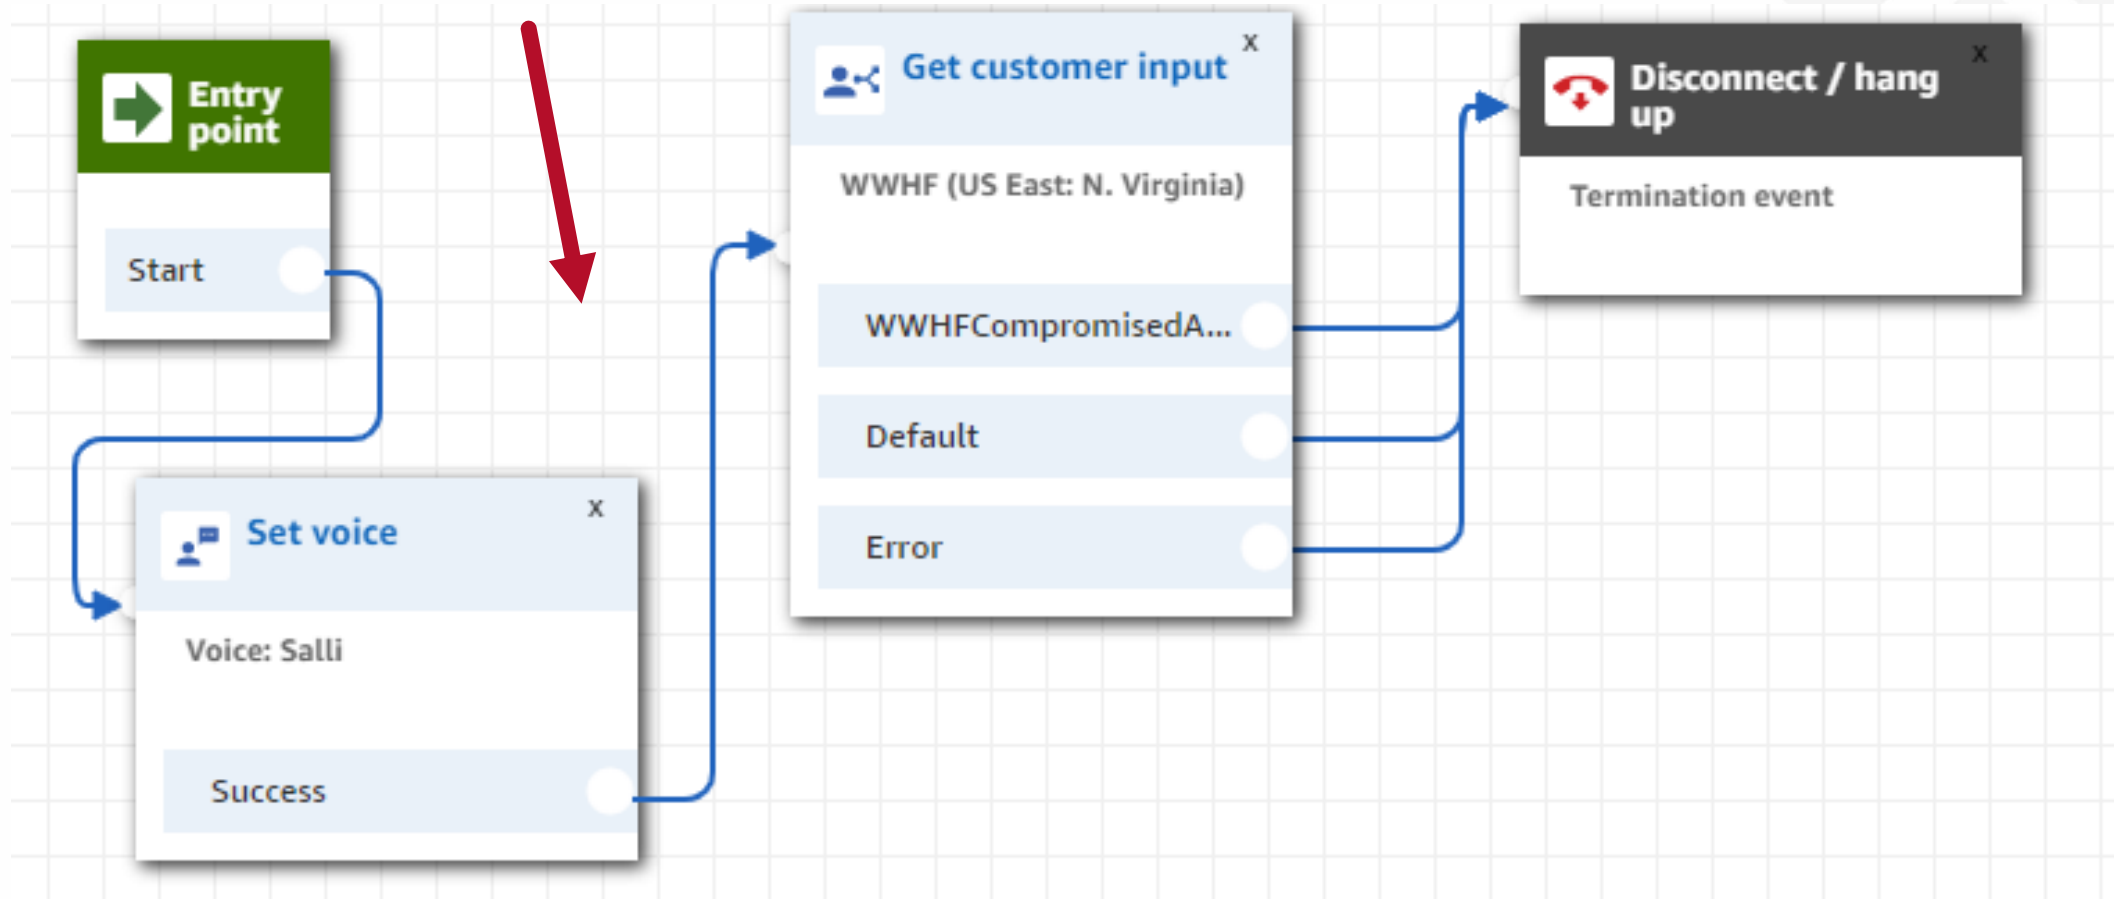 Entry
point
Start
Set voice
x
Voice: Salli
Success
Get customer input
x
WWHF (US East: N. Virginia)
WWHFCompromisedA...
Default
Error
Disconnect / hang
up
x
Termination event